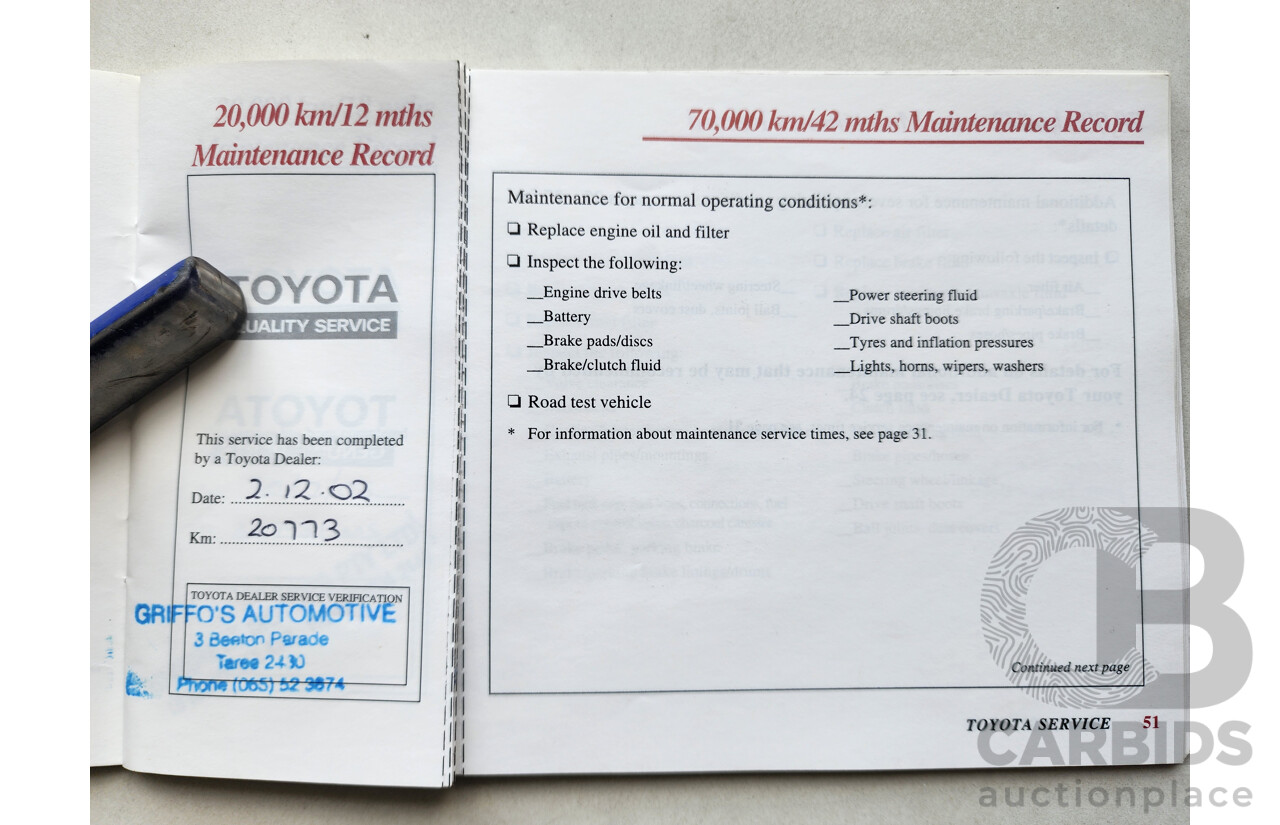 20,000 km/12 mths
Maintenance Record
TOYOTA
QUALITY SERVICE
This service has been completed
by a Toyota Dealer:
Date: 2.12.02
Km: 20773
TOYOTA DEALER SERVICE VERIFICATION
GRIFFO'S AUTOMOTIVE
3 Beeton Parade
Taree 2430
Phone (065) 52 3874
70,000 km/42 mths Maintenance Record
Maintenance for normal operating conditions*:
❏ Replace engine oil and filter
❏ Inspect the following:
__Engine drive belts
__Battery
__Brake pads/discs
__Brake/clutch fluid
__Power steering fluid
__Drive shaft boots
__Tyres and inflation pressures
__Lights, horns, wipers, washers
❏ Road test vehicle
* For information about maintenance service times, see page 31.
Continued next page
TOYOTA SERVICE 51
CARBIDS
auctionplace